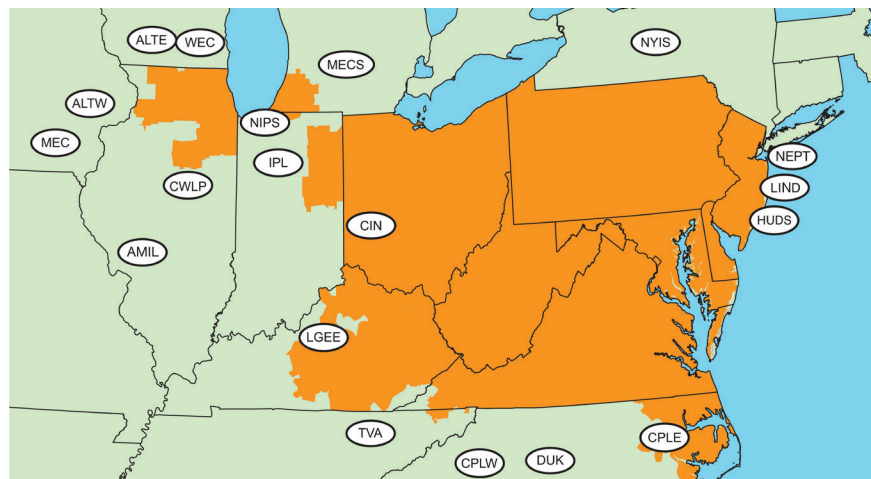 ALTE
WEC
NYIS
MECS
ALTW
NIPS
MEC
IPL
NEPT
CWLP
LIND
HUDS
CIN
AMIL
LGEE
TVA
CPLE
CPLW
DUK